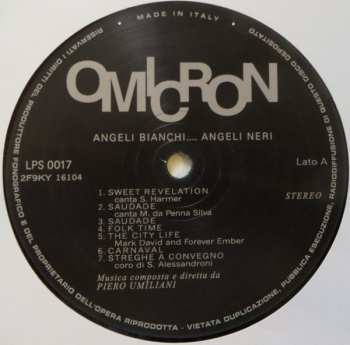 • MADE IN ITALY •
RISERVATI I DIRITTI DEL PRODUTTORE FONOGRAFICO E DEL PROPRIETARIO DELL'OPERA RIPRODOTTA - VIETATA DUPLICAZIONE, PUBBLICA ESECUZIONE, RADIODIFFUSIONE DI QUESTO DISCO DEPOSITATO
OMICRON
ANGELI BIANCHI.... ANGELI NERI
LPS 0017
Lato A
2F9KY 16104
STEREO
1. SWEET REVELATION
canta S. Harmer
2. SAUDADE
canta M. da Penna Silva
3. SAUDADE
4. FOLK TIME
5. THE CITY LIFE
Mark David and Forever Ember
6. CARNAVAL
7. STREGHE A CONVEGNO
coro di S. Alessandroni
Musica composta e diretta da
PIERO UMILIANI